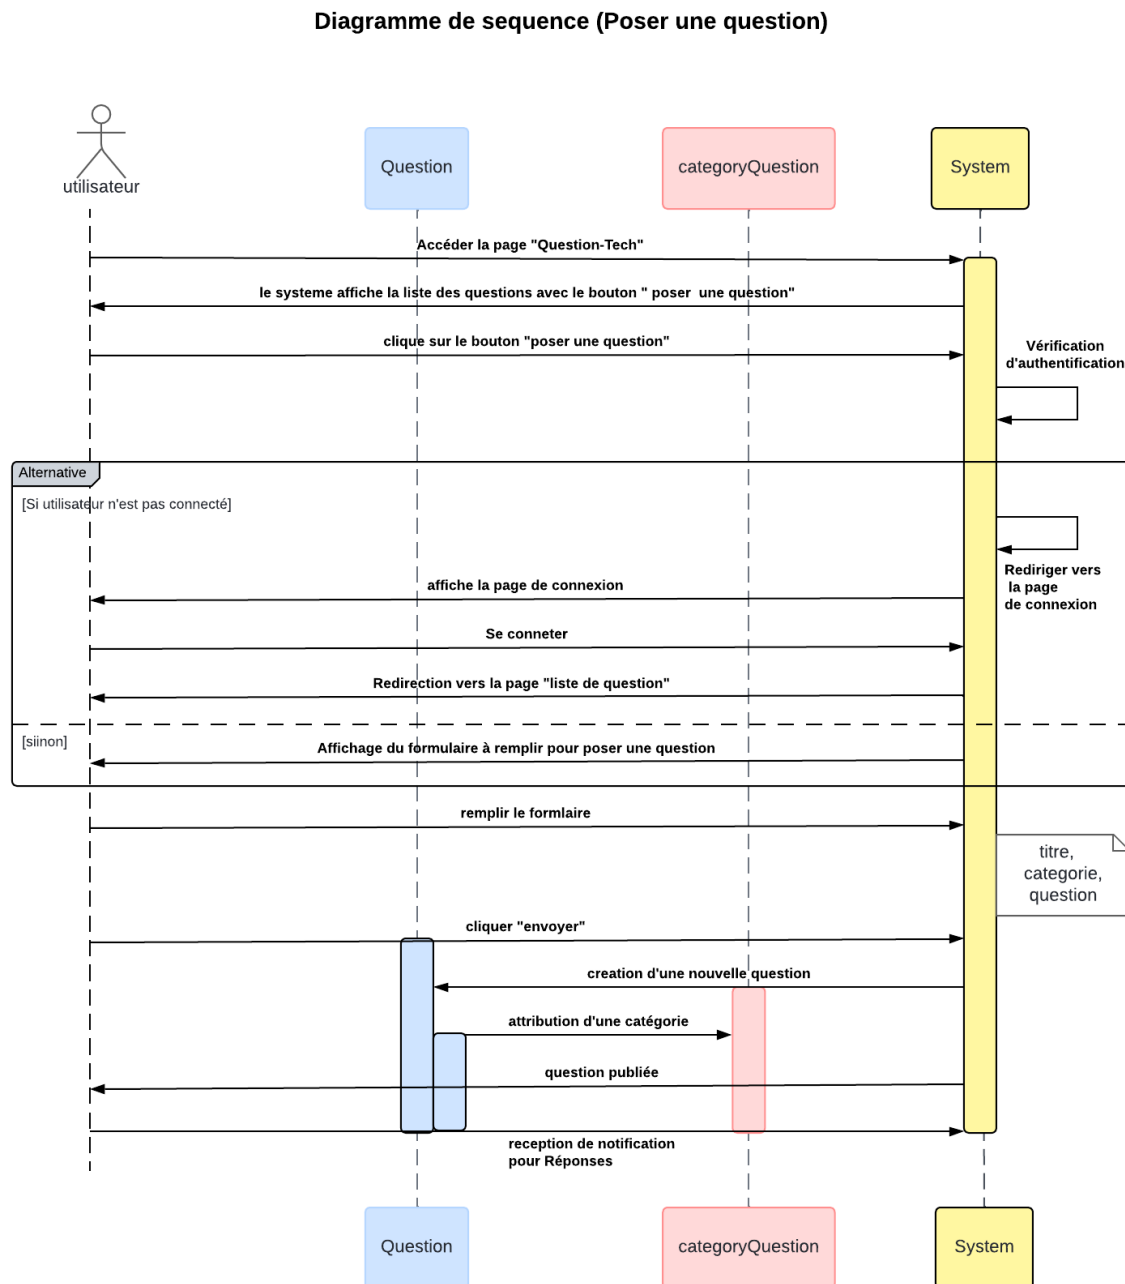 Diagramme de sequence (Poser une question)
utilisateur
Question
categoryQuestion
System
Accéder la page "Question-Tech"
le systeme affiche la liste des questions avec le bouton " poser  une question"
clique sur le bouton "poser une question"
Vérification
d'authentification
Alternative
[Si utilisateur n'est pas connecté]
Rediriger vers
la page
de connexion
affiche la page de connexion
Se conneter
Redirection vers la page "liste de question"
[siinon]
Affichage du formulaire à remplir pour poser une question
remplir le formlaire
titre,
categorie,
question
cliquer "envoyer"
creation d'une nouvelle question
attribution d'une catégorie
question publiée
reception de notification
pour Réponses
Question
categoryQuestion
System